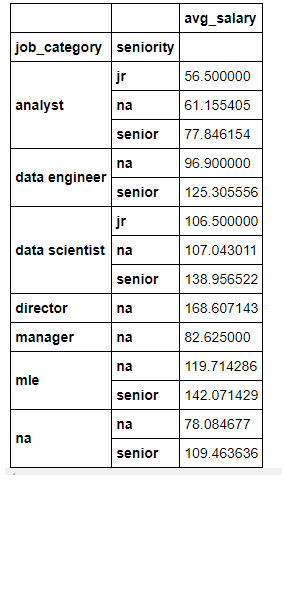 avg_salary
job_category seniority
analyst jr 56.500000
na 61.155405
senior 77.846154
data engineer na 96.900000
senior 125.305556
data scientist jr 106.500000
na 107.043011
senior 138.956522
director na 168.607143
manager na 82.625000
mle na 119.714286
senior 142.071429
na na 78.084677
senior 109.463636